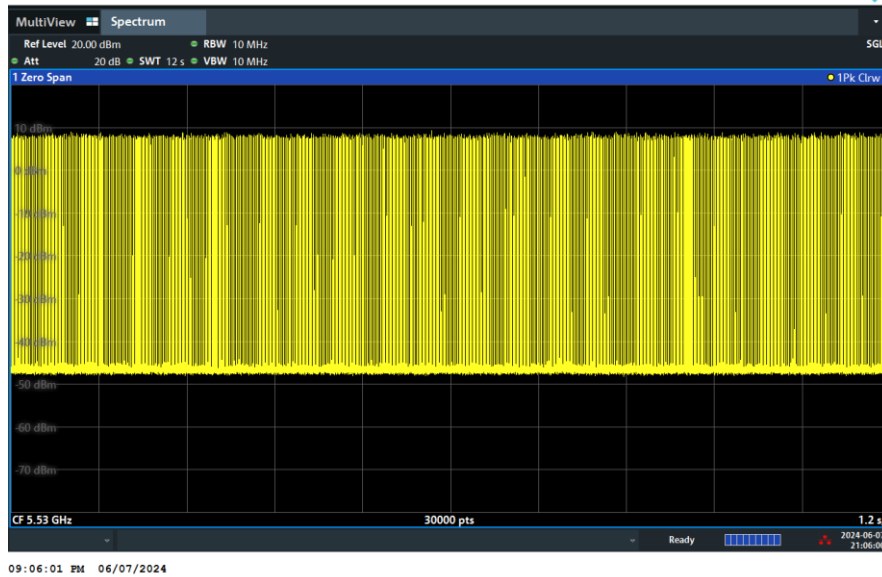 MultiView Spectrum
Ref Level 20.00 dBm RBW 10 MHz SGL
Att 20 dB SWT 12 s VBW 10 MHz
1 Zero Span 1Pk Clrw
10 dBm
0 dBm
-10 dBm
-20 dBm
-30 dBm
-40 dBm
-50 dBm
-60 dBm
-70 dBm
CF 5.53 GHz 30000 pts 1.2 s
Ready
21:06:00
09:06:01 PM 06/07/2024